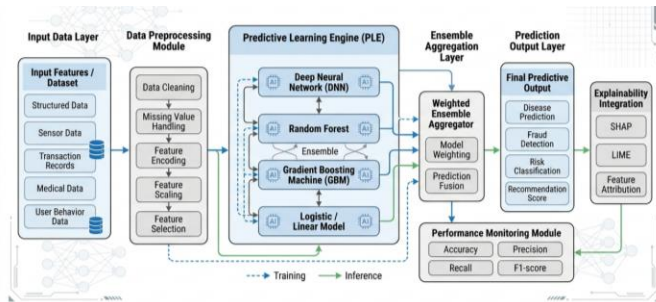 Input Data Layer
Input Features /
Dataset
Structured Data
Sensor Data
Transaction
Records
Medical Data
User Behavior
Data
Data Preprocessing
Module
Data Cleaning
Missing Value
Handling
Feature
Encoding
Feature
Scaling
Feature
Selection
Predictive Learning Engine (PLE)
AI
Deep Neural
Network (DNN)
AI
AI
Random Forest
AI
Ensemble
AI
Gradient Boosting
Machine (GBM)
AI
AI
Logistic /
Linear Model
AI
Ensemble
Aggregation
Layer
Weighted
Ensemble
Aggregator
Model
Weighting
Prediction
Fusion
Prediction
Output Layer
Final Predictive
Output
Disease
Prediction
Fraud
Detection
Risk
Classification
Recommendation
Score
Explainability
Integration
SHAP
LIME
Feature
Attribution
Performance Monitoring Module
Accuracy
Precision
Recall
F1-score
Training
Inference